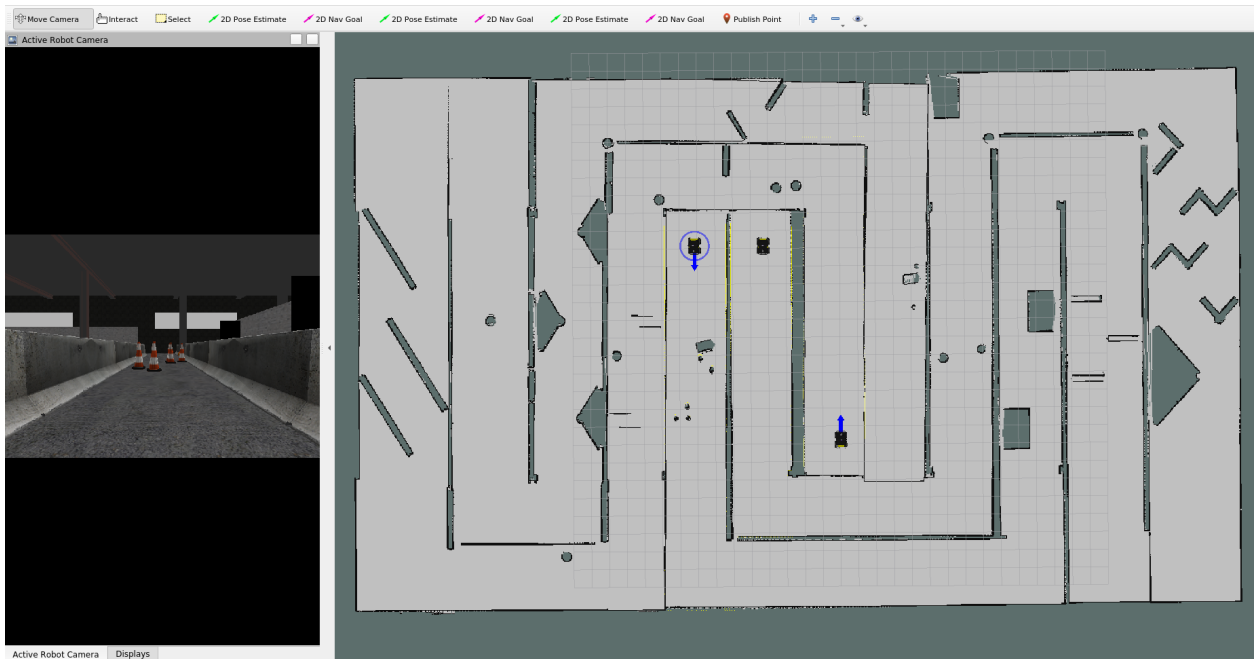 Move Camera Interact Select 2D Pose Estimate 2D Nav Goal 2D Pose Estimate 2D Nav Goal 2D Pose Estimate 2D Nav Goal Publish Point
Active Robot Camera
Active Robot Camera Displays